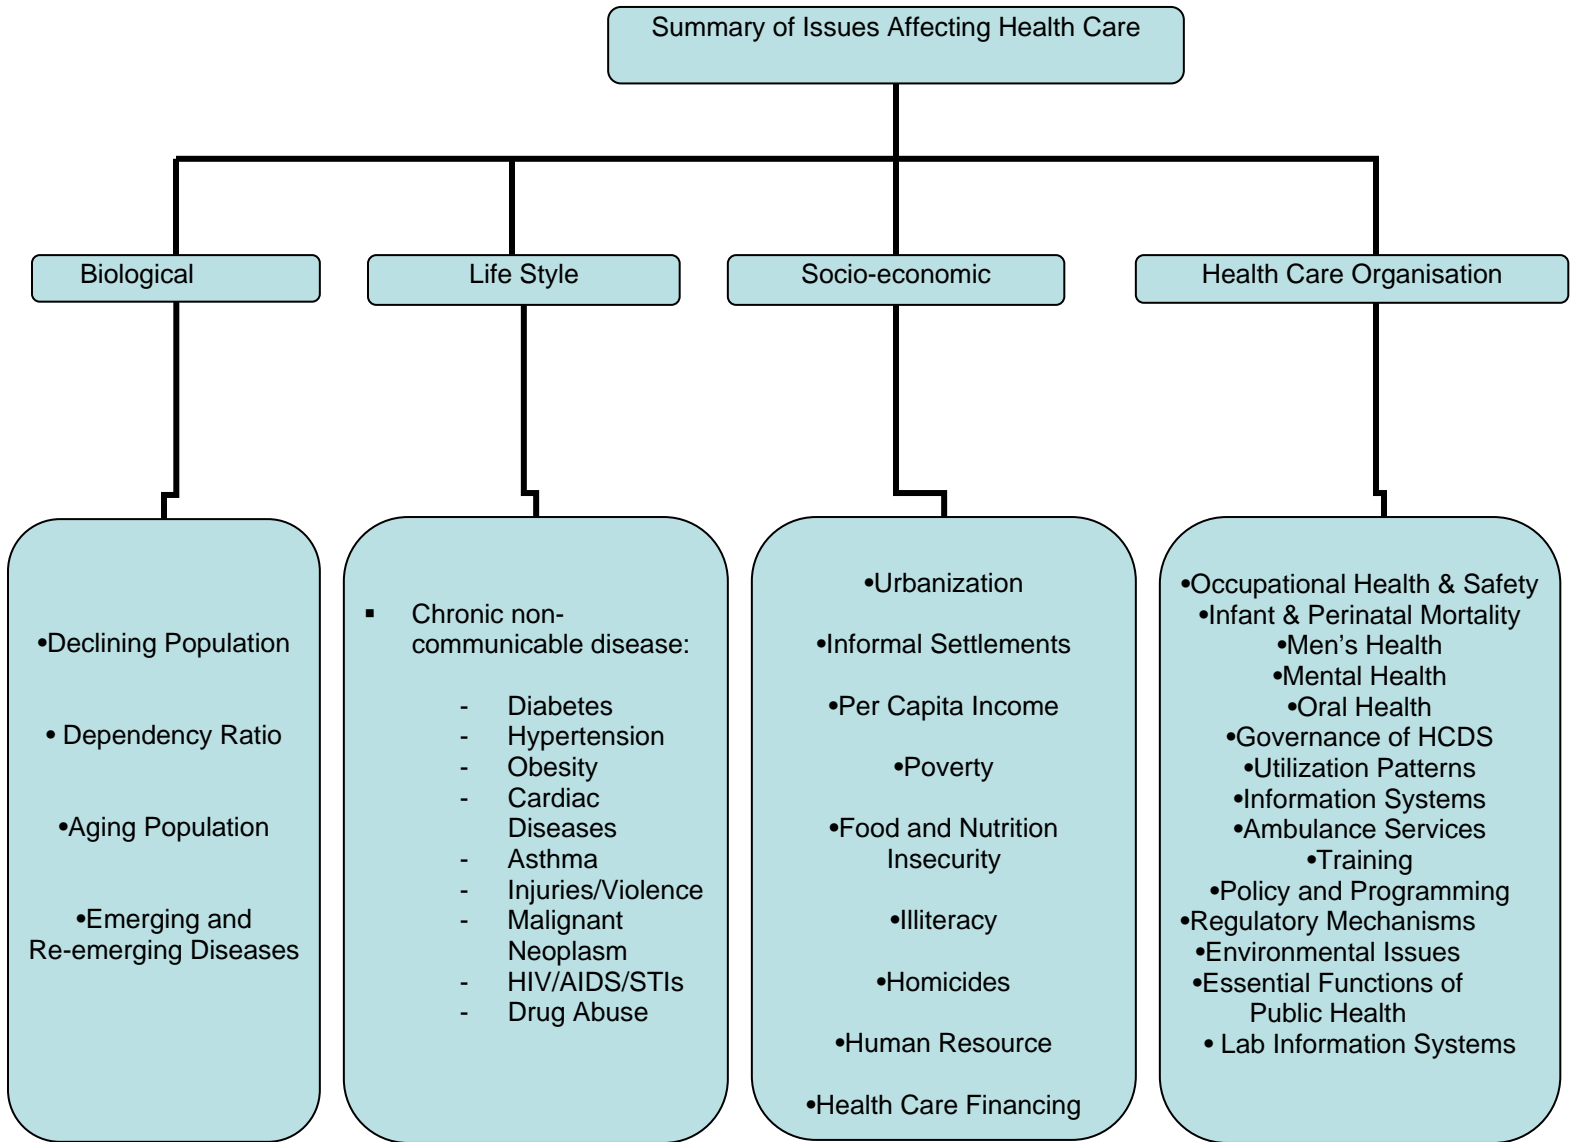 Summary of Issues Affecting Health Care
Biological
Life Style
Socio-economic
Health Care Organisation
•Declining Population
• Dependency Ratio
•Aging Population
•Emerging and
Re-emerging Diseases
▪ Chronic non-
communicable disease:
- Diabetes
- Hypertension
- Obesity
- Cardiac
Diseases
- Asthma
- Injuries/Violence
- Malignant
Neoplasm
- HIV/AIDS/STIs
- Drug Abuse
•Urbanization
•Informal Settlements
•Per Capita Income
•Poverty
•Food and Nutrition
Insecurity
•Illiteracy
•Homicides
•Human Resource
•Health Care Financing
•Occupational Health & Safety
•Infant & Perinatal Mortality
•Men’s Health
•Mental Health
•Oral Health
•Governance of HCDS
•Utilization Patterns
•Information Systems
•Ambulance Services
•Training
•Policy and Programming
•Regulatory Mechanisms
•Environmental Issues
•Essential Functions of
Public Health
• Lab Information Systems